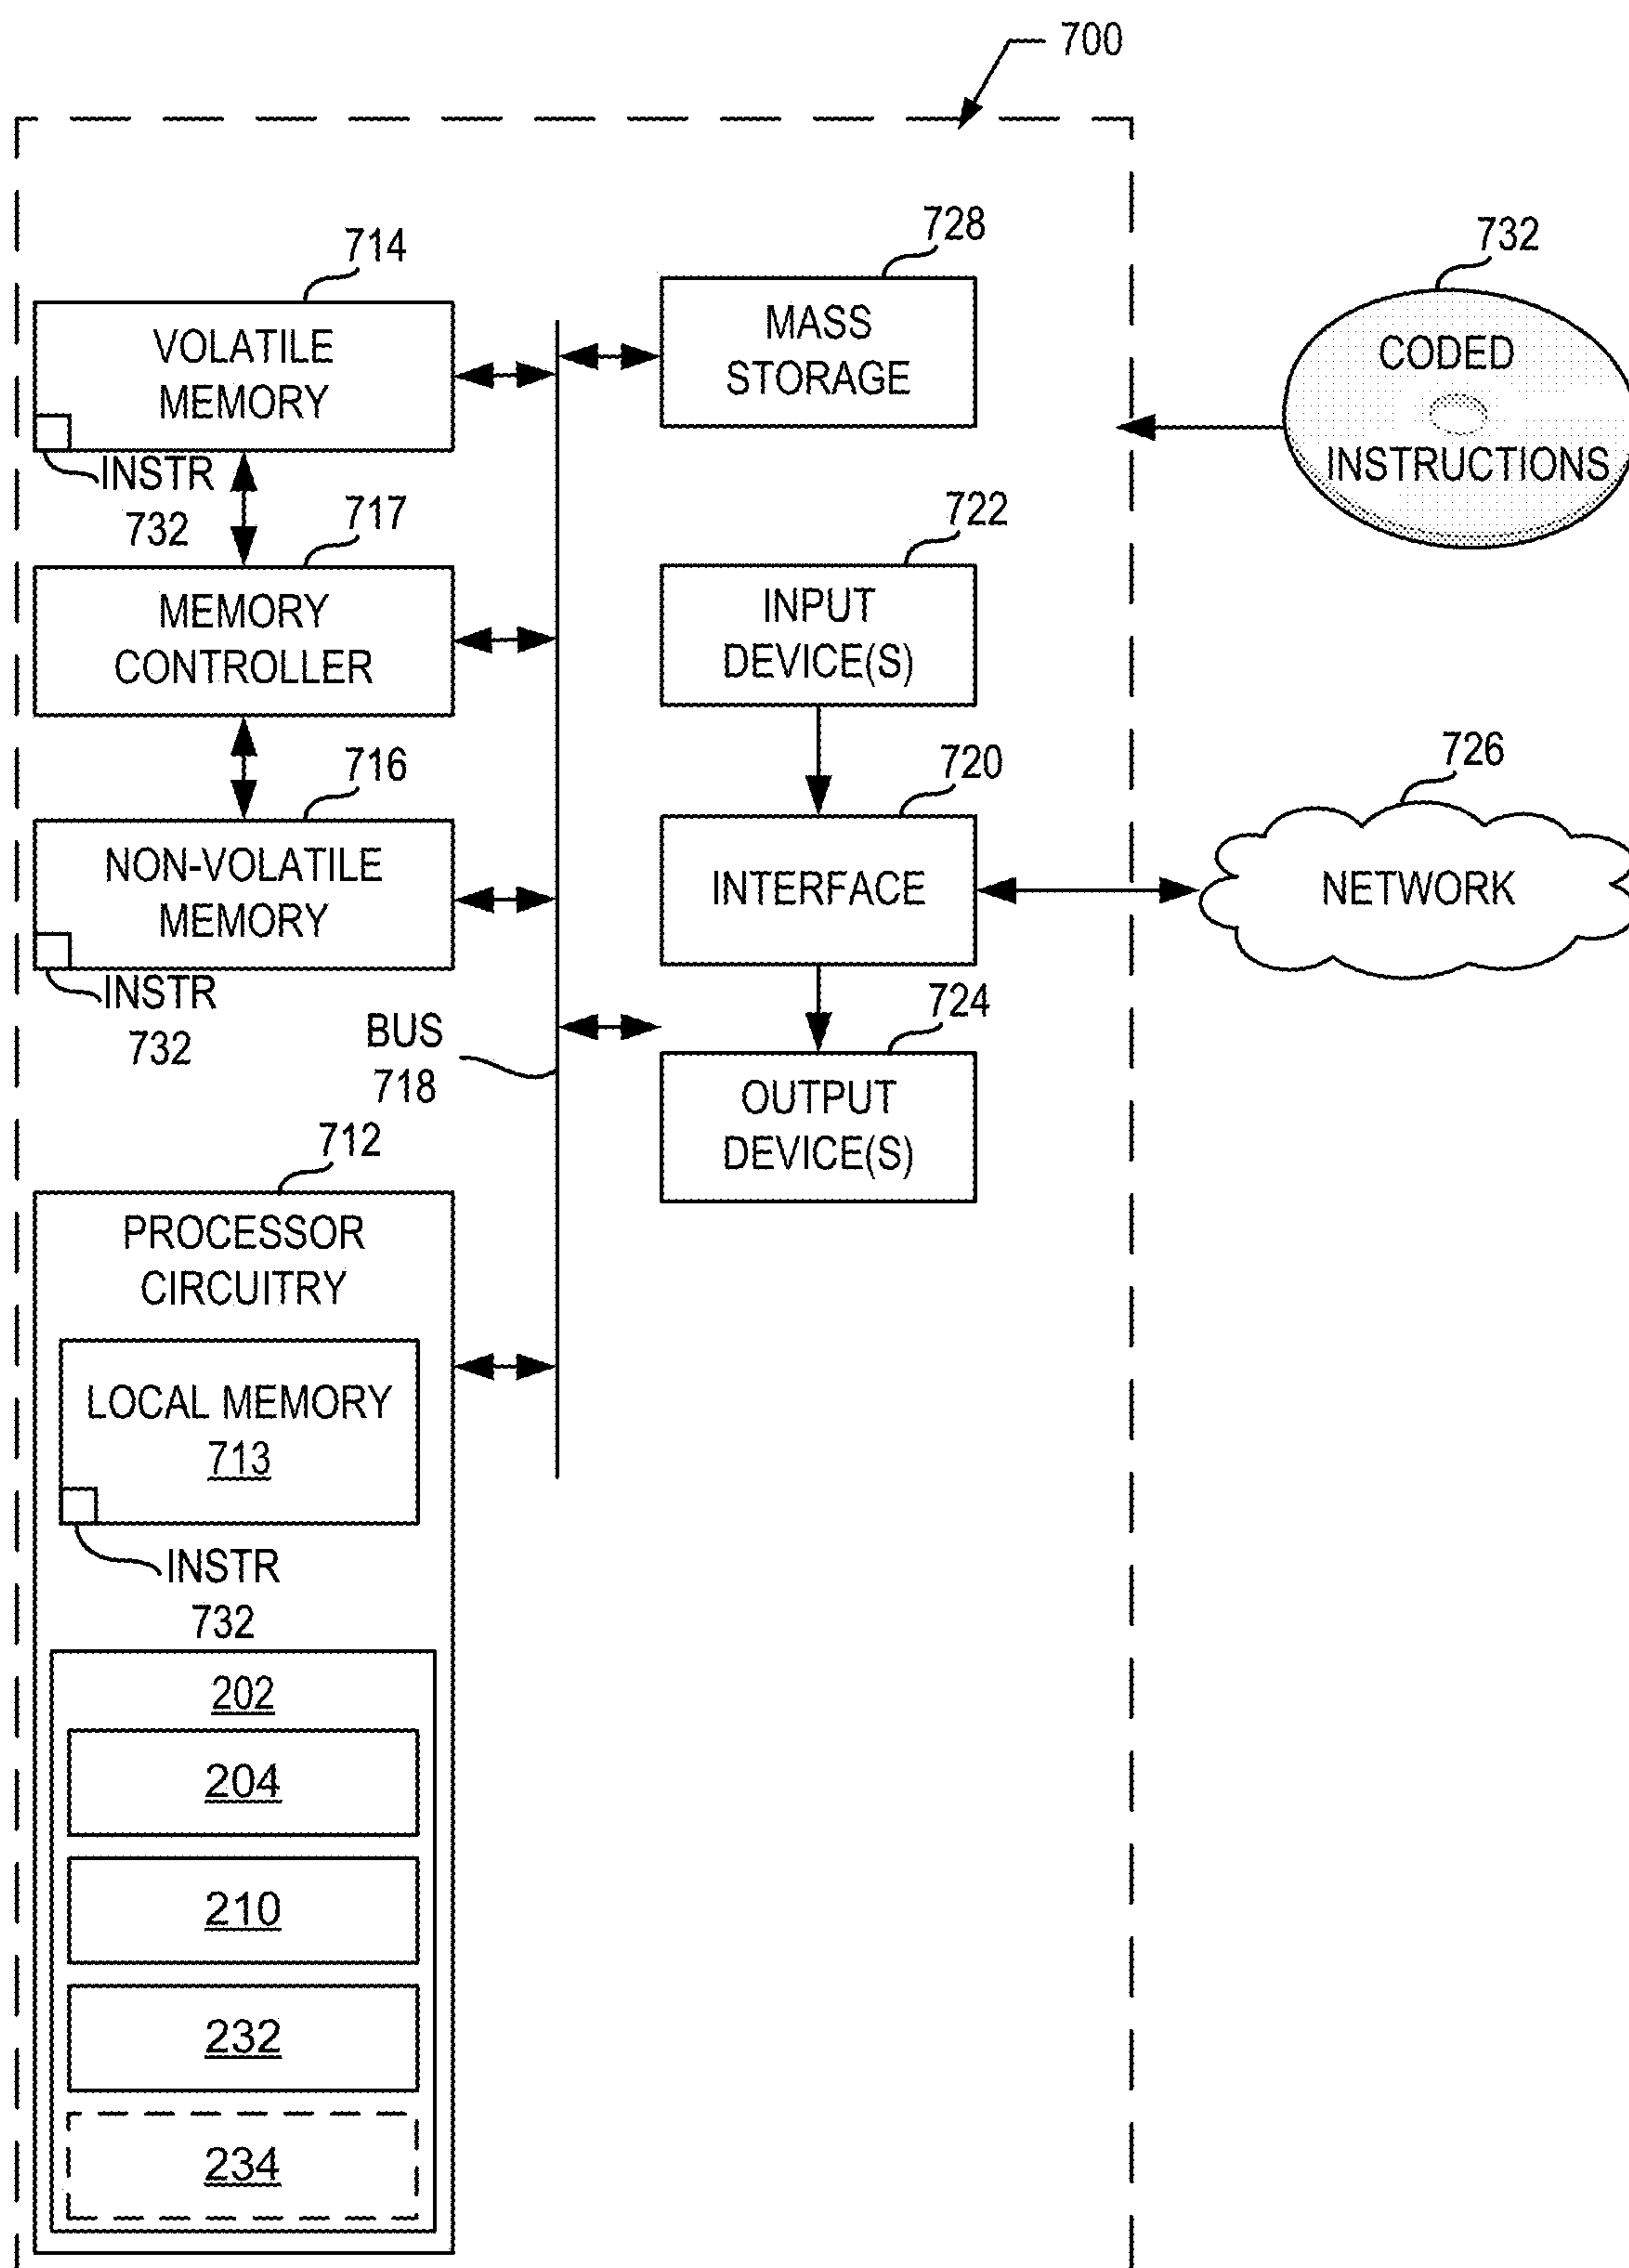 700
714
VOLATILE
MEMORY
INSTR
732
717
MEMORY
CONTROLLER
716
NON-VOLATILE
MEMORY
INSTR
732
BUS
718
712
PROCESSOR
CIRCUITRY
LOCAL MEMORY
713
INSTR
732
202
204
210
232
234
728
MASS
STORAGE
722
INPUT
DEVICE(S)
720
INTERFACE
724
OUTPUT
DEVICE(S)
732
CODED
INSTRUCTIONS
726
NETWORK